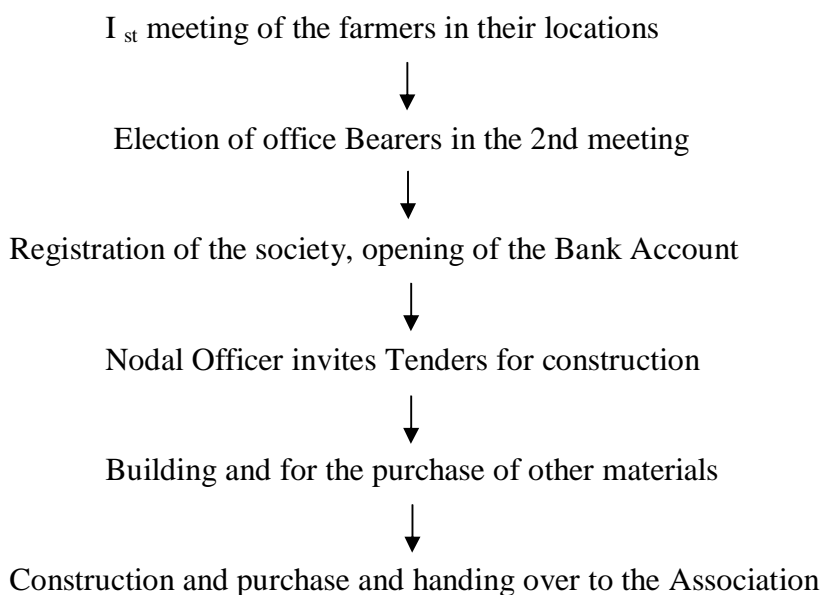 I st meeting of the farmers in their locations
Election of office Bearers in the 2nd meeting
Registration of the society, opening of the Bank Account
Nodal Officer invites Tenders for construction
Building and for the purchase of other materials
Construction and purchase and handing over to the Association